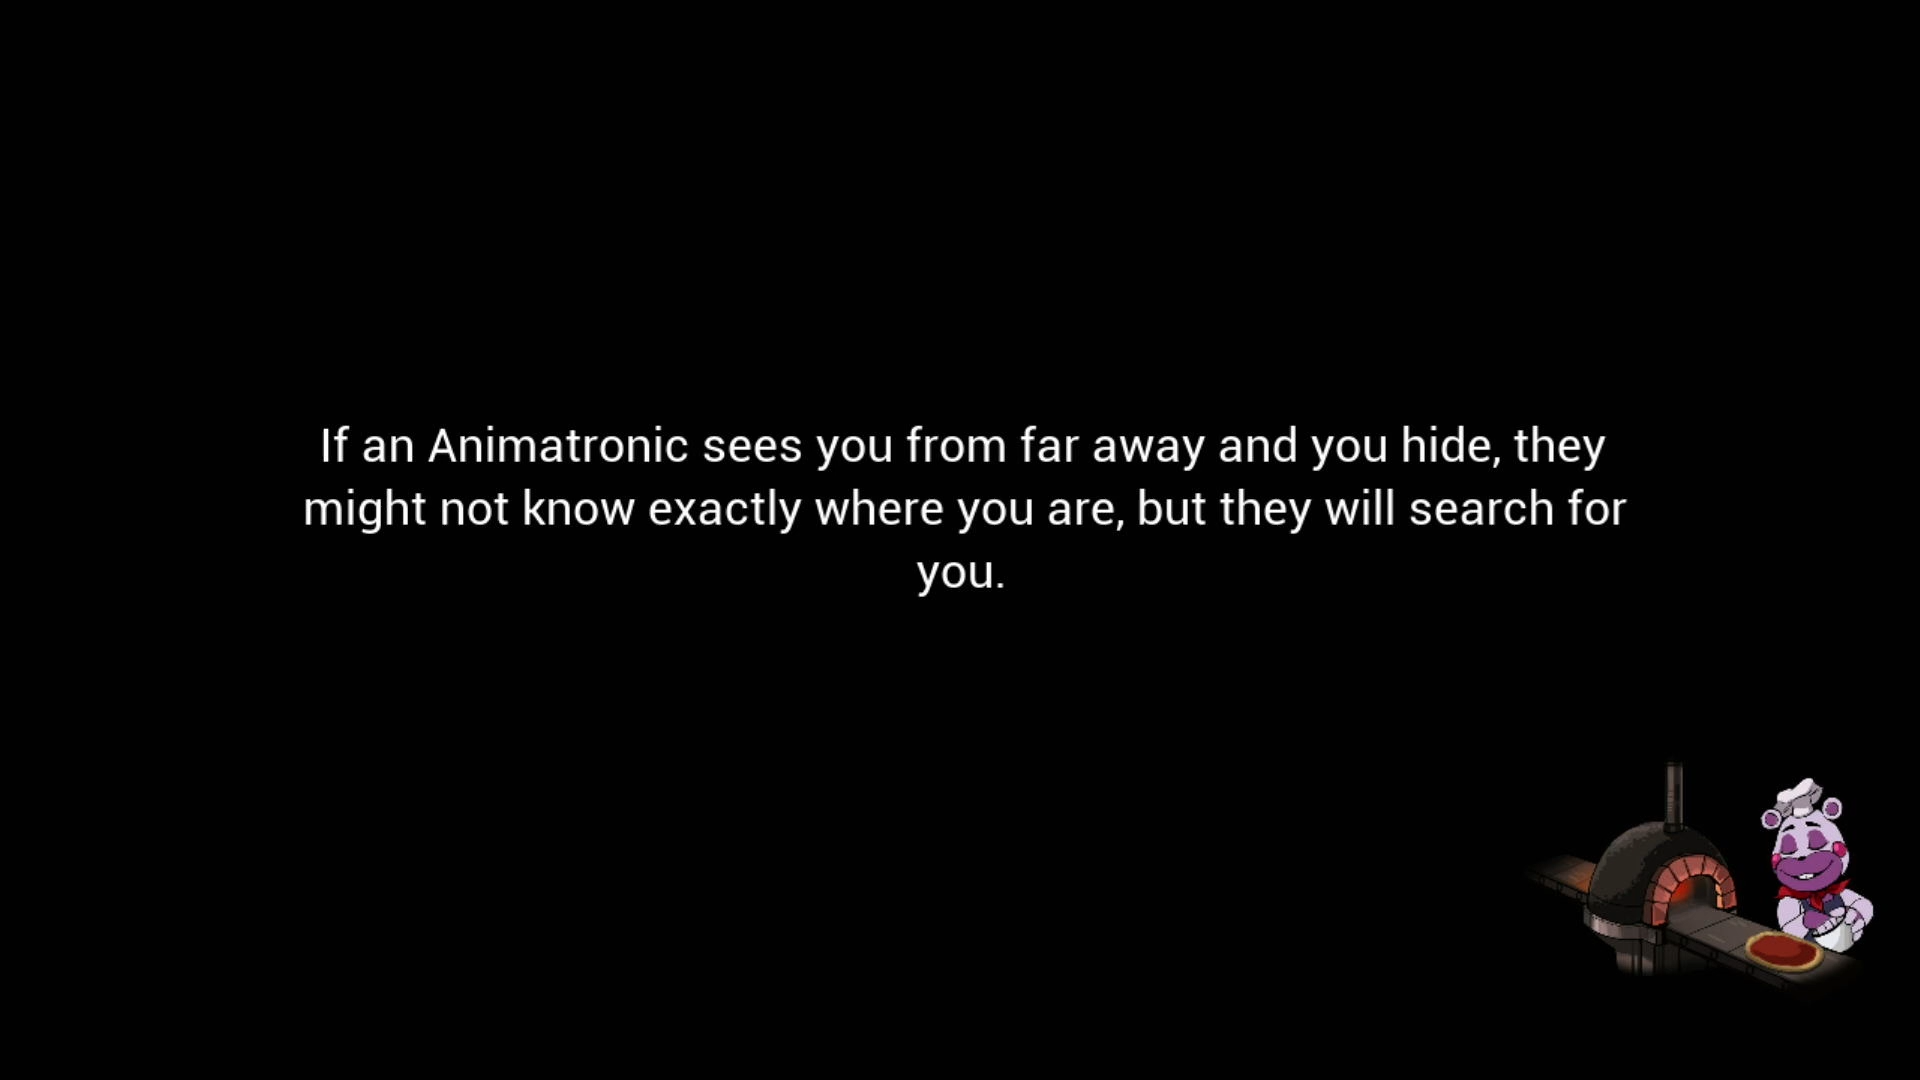 If an Animatronic sees you from far away and you hide, they
might not know exactly where you are, but they will search for
you.